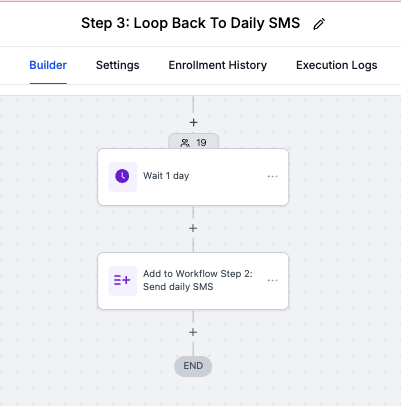 Step 3: Loop Back To Daily SMS
Builder
Settings
Enrollment History
Execution Logs
19
Wait 1 day
Add to Workflow Step 2:
Send daily SMS
END